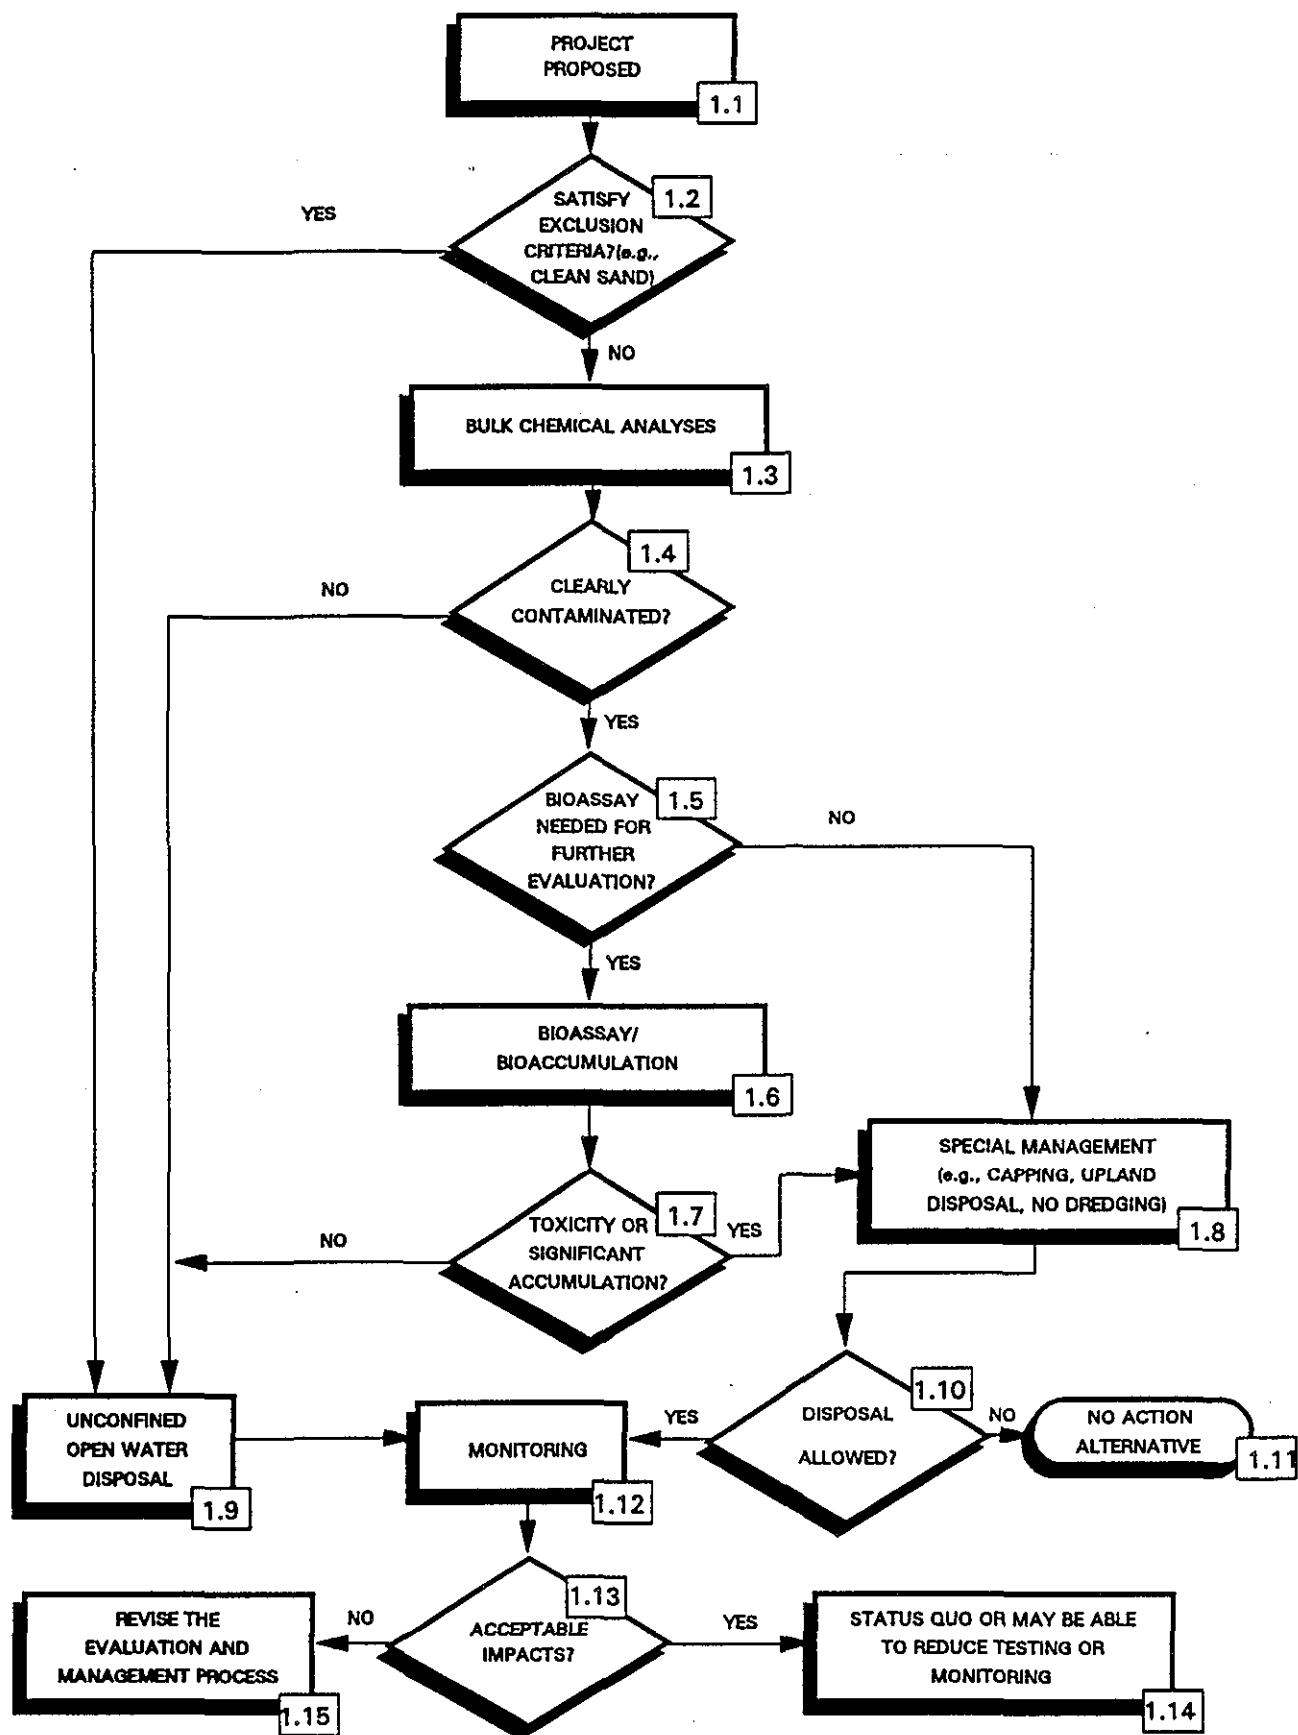 PROJECT
PROPOSED
1.1
1.2
SATISFY
EXCLUSION
CRITERIA?(e.g.,
CLEAN SAND)
YES
NO
BULK CHEMICAL ANALYSES
1.3
1.4
CLEARLY
CONTAMINATED?
NO
YES
1.5
BIOASSAY
NEEDED FOR
FURTHER
EVALUATION?
NO
YES
BIOASSAY/
BIOACCUMULATION
1.6
SPECIAL MANAGEMENT
(e.g., CAPPING, UPLAND
DISPOSAL, NO DREDGING)
1.8
1.7
TOXICITY OR
SIGNIFICANT
ACCUMULATION?
NO
YES
1.10
DISPOSAL
ALLOWED?
YES
NO
NO ACTION
ALTERNATIVE
1.11
UNCONFINED
OPEN WATER
DISPOSAL
1.9
MONITORING
1.12
1.13
ACCEPTABLE
IMPACTS?
NO
YES
REVISE THE
EVALUATION AND
MANAGEMENT PROCESS
1.15
STATUS QUO OR MAY BE ABLE
TO REDUCE TESTING OR
MONITORING
1.14